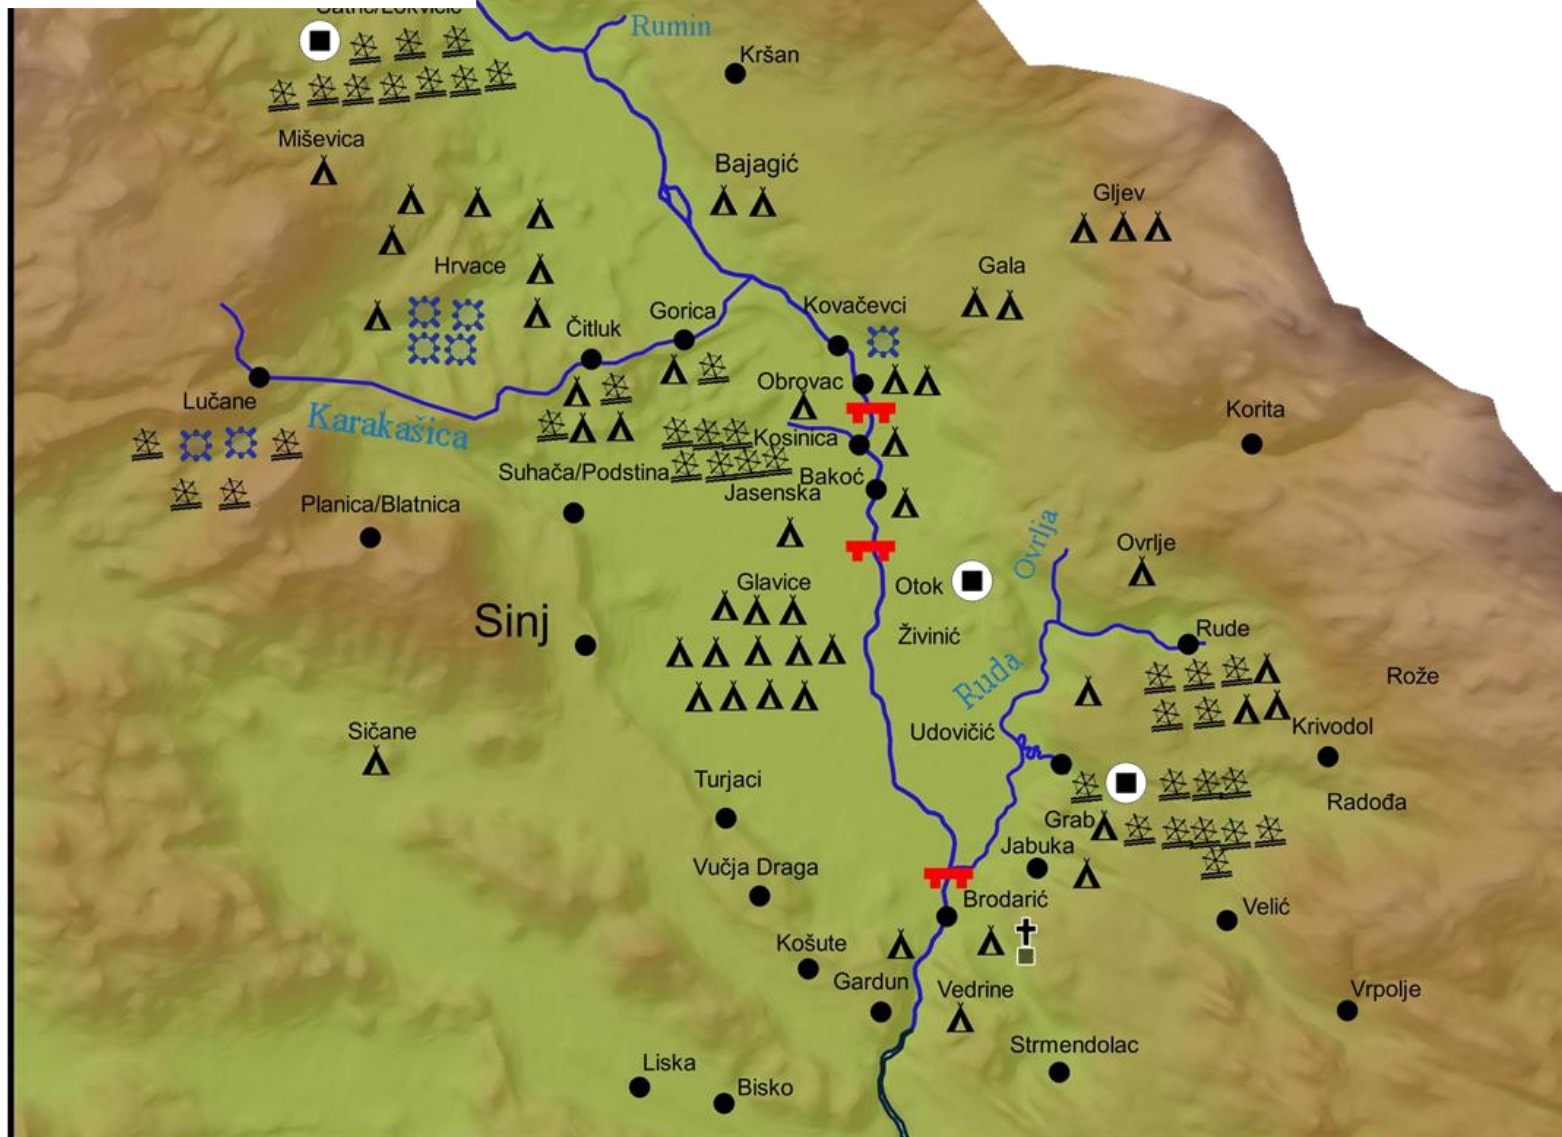 Satrić/Lukvičić
Rumin
Kršan
Miševica
Bajagić
Gljev
Hrvace
Gala
Kovačevci
Gorica
Čitluk
Obrovac
Lučane
Karakašica
Korita
Kosinica
Suhača/Podstina
Bakoć
Jasenska
Planica/Blatnica
Ovrlja
Ovrlje
Glavice
Otok
Sinj
Živinić
Rude
Ruda
Rože
Sičane
Udovičić
Krivodol
Turjaci
Radođa
Grab
Jabuka
Vučja Draga
Brodarić
Velić
Košute
Gardun
Vedrine
Vrpolje
Strmendolac
Liska
Bisko